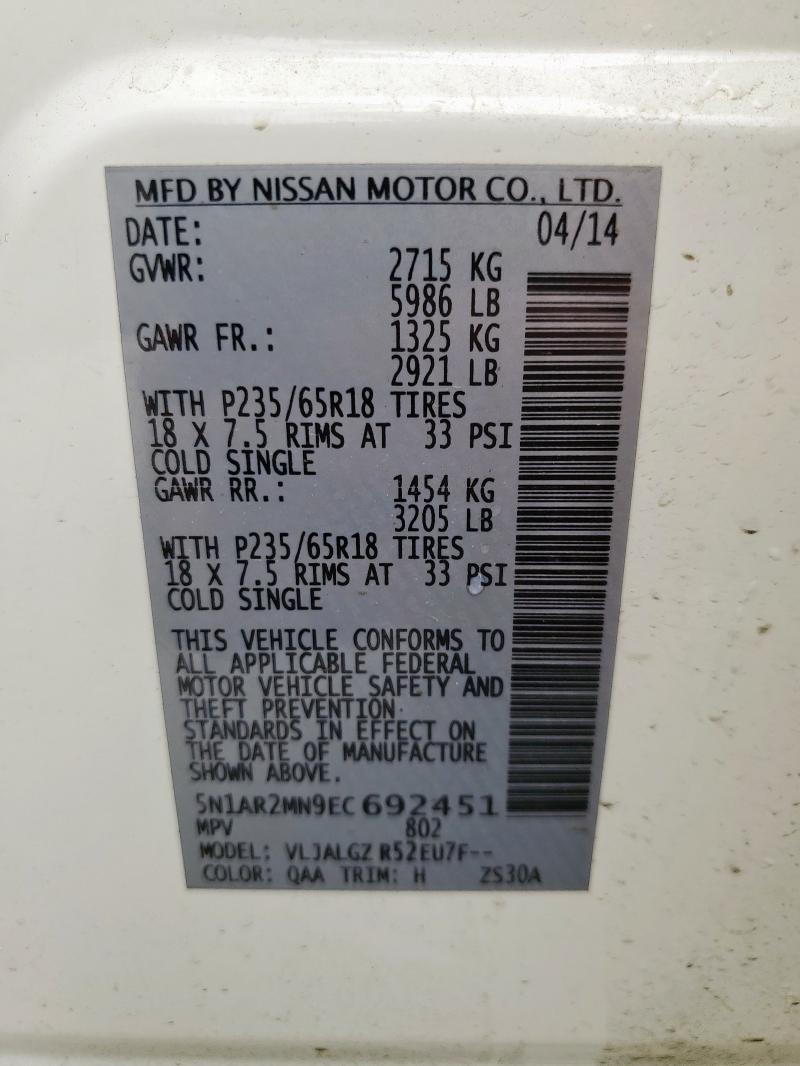 MFD BY NISSAN MOTOR CO., LTD.
DATE: 04/14
GVWR: 2715 KG
5986 LB
GAWR FR.: 1325 KG
2921 LB
WITH P235/65R18 TIRES
18 X 7.5 RIMS AT 33 PSI
COLD SINGLE
GAWR RR.: 1454 KG
3205 LB
WITH P235/65R18 TIRES
18 X 7.5 RIMS AT 33 PSI
COLD SINGLE
THIS VEHICLE CONFORMS TO
ALL APPLICABLE FEDERAL
MOTOR VEHICLE SAFETY AND
THEFT PREVENTION
STANDARDS IN EFFECT ON
THE DATE OF MANUFACTURE
SHOWN ABOVE.
5N1AR2MN9EC692451
MPV 802
MODEL: VLJALGZ R52EU7F--
COLOR: QAA TRIM: H ZS30A